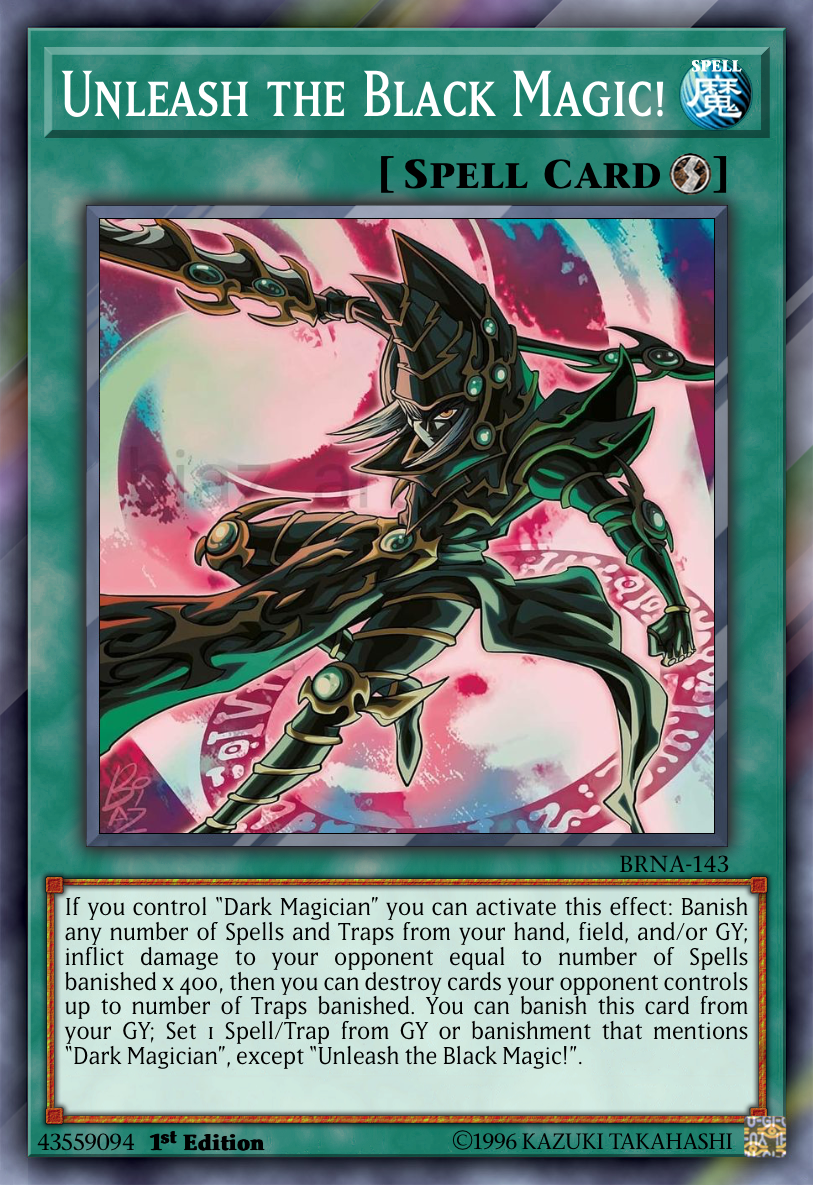 UNLEASH THE BLACK MAGIC!
SPELL
魔
[ SPELL CARD ]
BRNA-143
If you control "Dark Magician" you can activate this effect: Banish
any number of Spells and Traps from your hand, field, and/or GY;
inflict damage to your opponent equal to number of Spells
banished x 400, then you can destroy cards your opponent controls
up to number of Traps banished. You can banish this card from
your GY; Set 1 Spell/Trap from GY or banishment that mentions
"Dark Magician", except "Unleash the Black Magic!".
43559094 1st Edition
©1996 KAZUKI TAKAHASHI